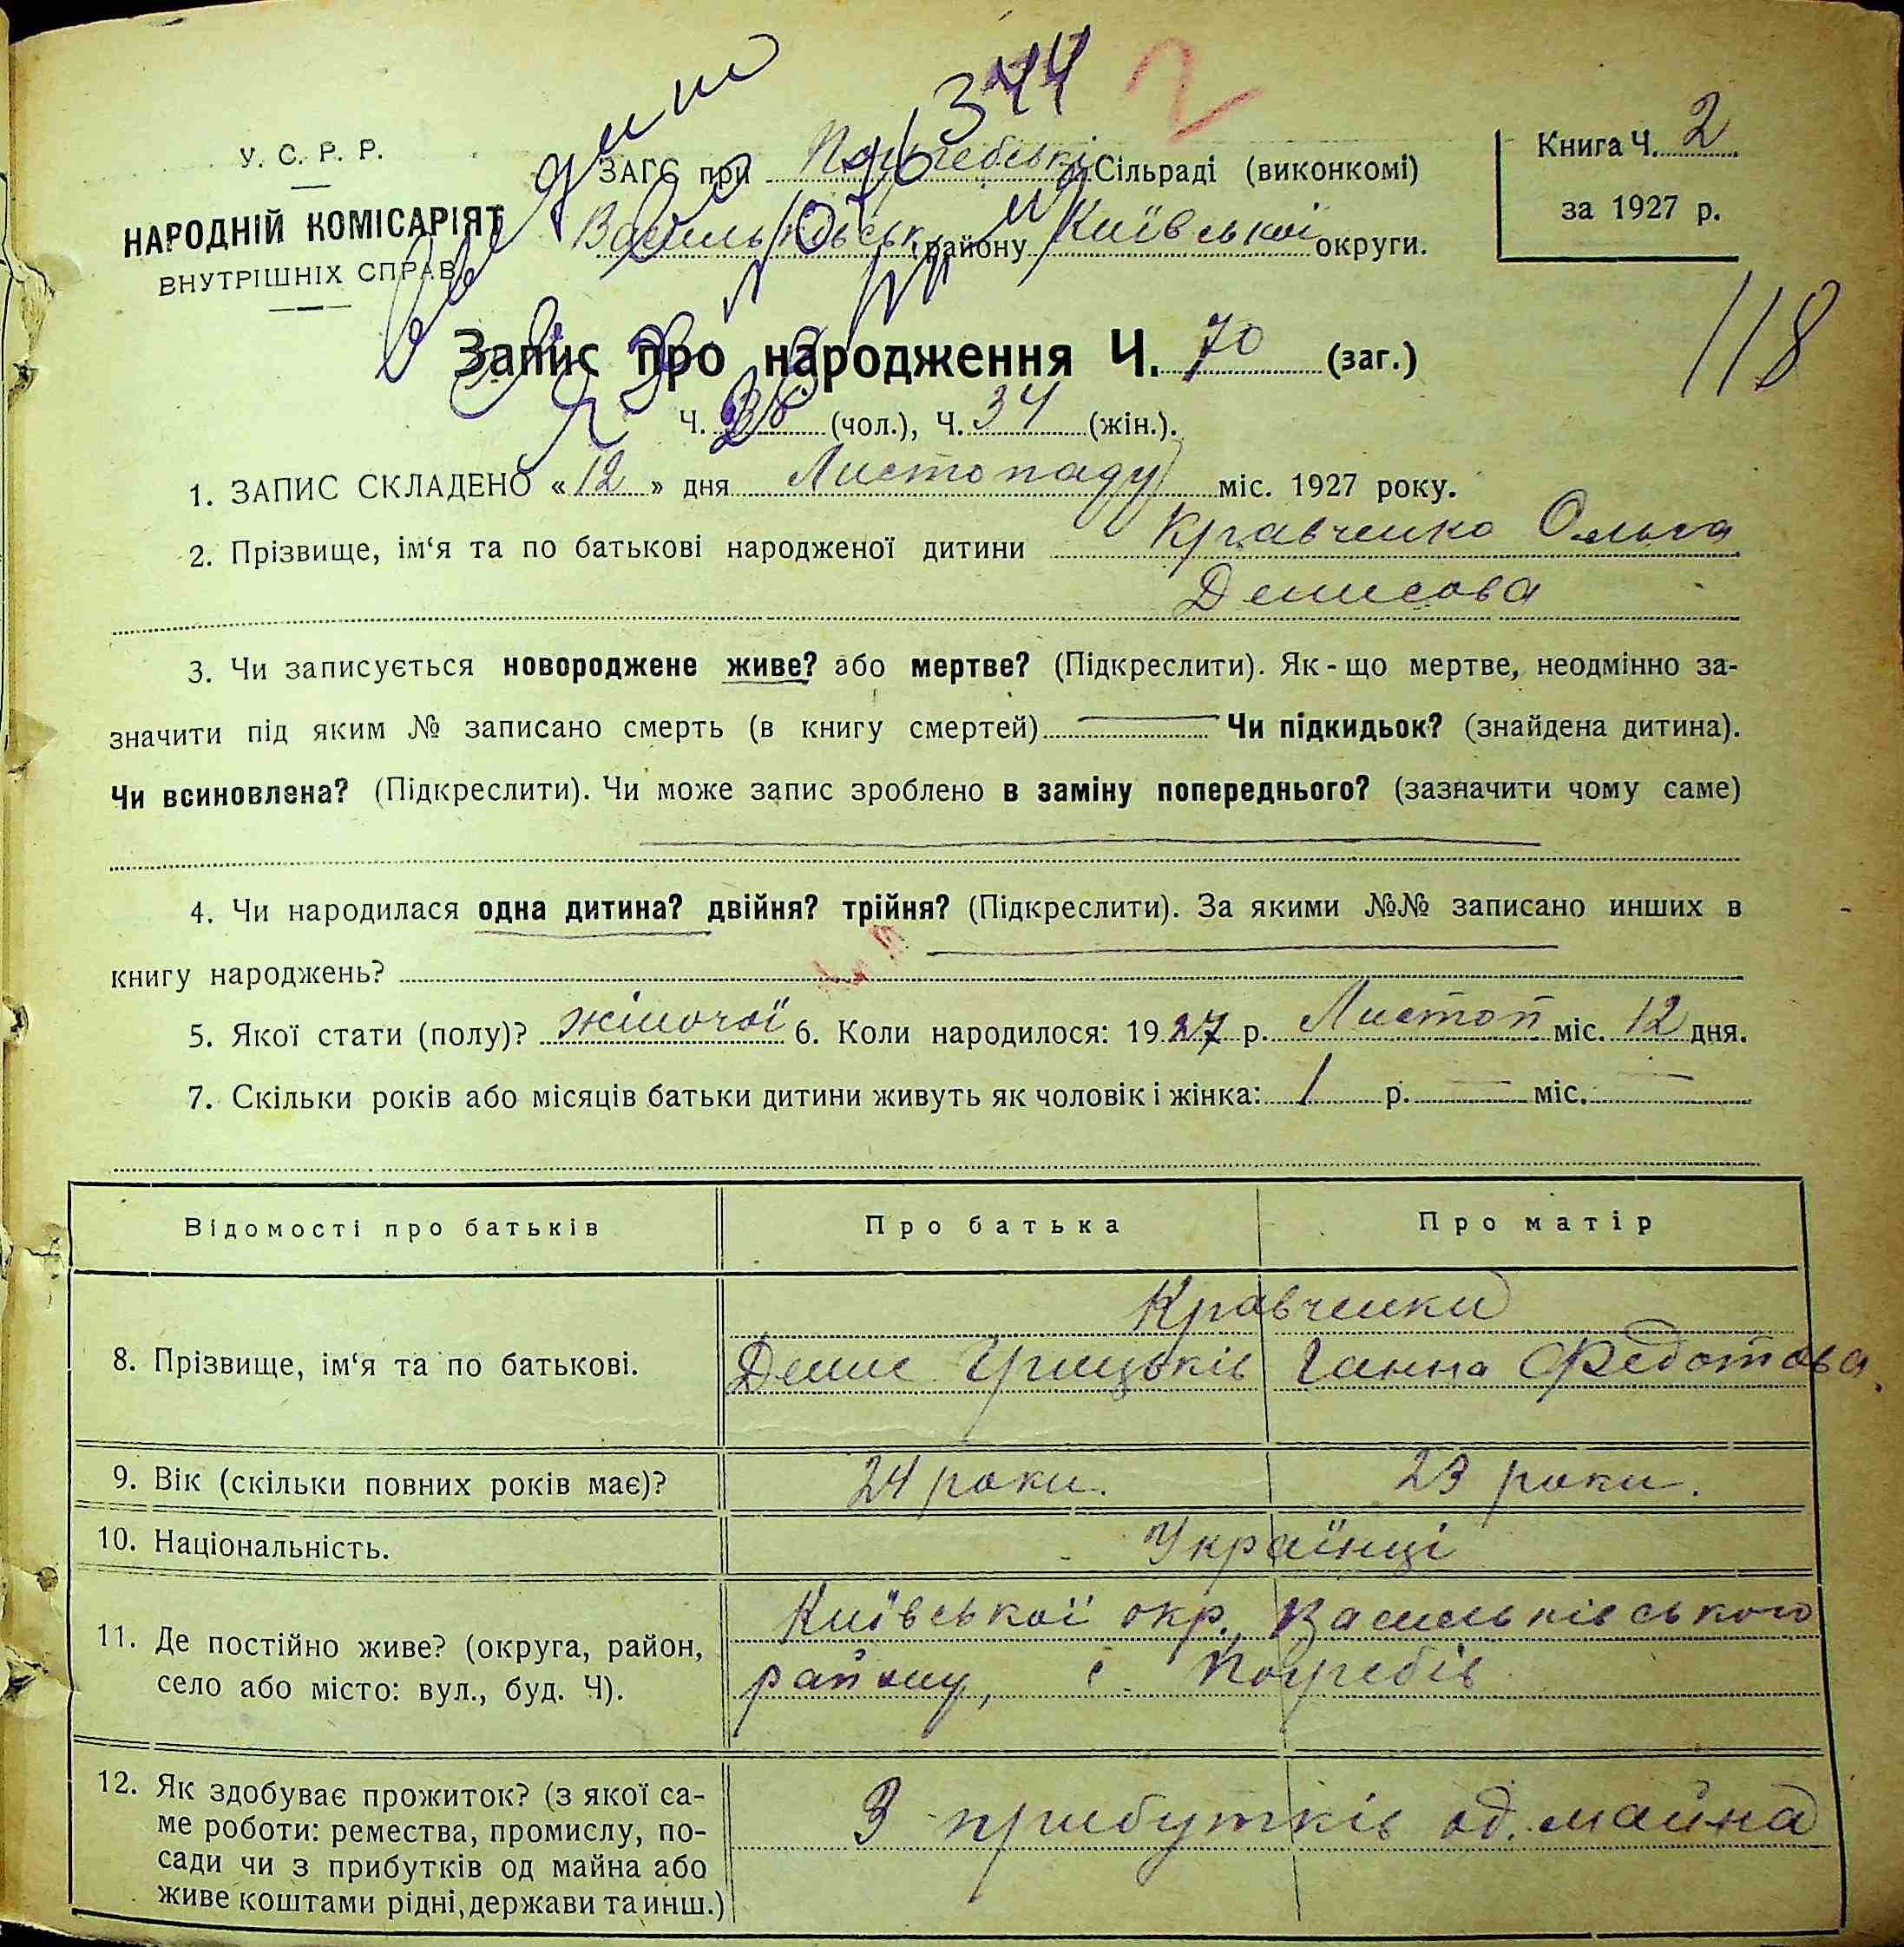 344 2
У. С. Р. Р.
НАРОДНІЙ КОМІСАРІЯТ
ВНУТРІШНІХ СПРАВ
ЗАГС при Погребській Сільраді (виконкомі)
Васильківськ. району Київської округи.
Книга Ч. 2
за 1927 р.
118
Запис про народження Ч. 70 (заг.)
Ч. 36 (чол.), Ч. 34 (жін.).
1. ЗАПИС СКЛАДЕНО «12» дня Листопаду міс. 1927 року.
2. Прізвище, ім‘я та по батькові народженої дитини Кравченко Ольга
Денисова
3. Чи записується новороджене живе? або мертве? (Підкреслити). Як-що мертве, неодмінно за-
значити під яким № записано смерть (в книгу смертей) Чи підкидьок? (знайдена дитина).
Чи всиновлена? (Підкреслити). Чи може запис зроблено в заміну попереднього? (зазначити чому саме)
4. Чи народилася одна дитина? двійня? трійня? (Підкреслити). За якими №№ записано инших в
книгу народжень?
5. Якої стати (полу)? жіночої 6. Коли народилося: 1927 р. Листоп міс. 12 дня.
7. Скільки років або місяців батьки дитини живуть як чоловік і жінка: 1 р. — міс. —
Відомості про батьків Про батька Про матір
Кравченки
8. Прізвище, ім‘я та по батькові. Денис Грицьків Ганна Федотова
9. Вік (скільки повних років має)? 24 роки. 23 роки.
10. Національність. Українці
11. Де постійно живе? (округа, район,
село або місто: вул., буд. Ч).
Київської окр., Васильківського
району, с. Погребів
12. Як здобуває прожиток? (з якої са-
ме роботи: ремества, промислу, по-
сади чи з прибутків од майна або
живе коштами рідні, держави та инш.)
З прибутків од. майна